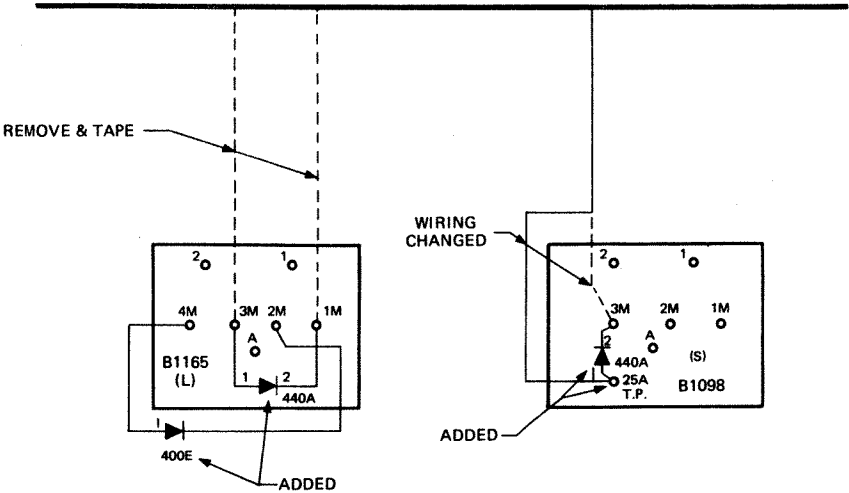 REMOVE & TAPE
WIRING
CHANGED
2 1
4M 3M 2M 1M
A
B1165
(L)
1 2
440A
1
400E
ADDED
2 1
3M 2M 1M
A
2
440A
(S)
1
25A
T.P.
B1098
ADDED